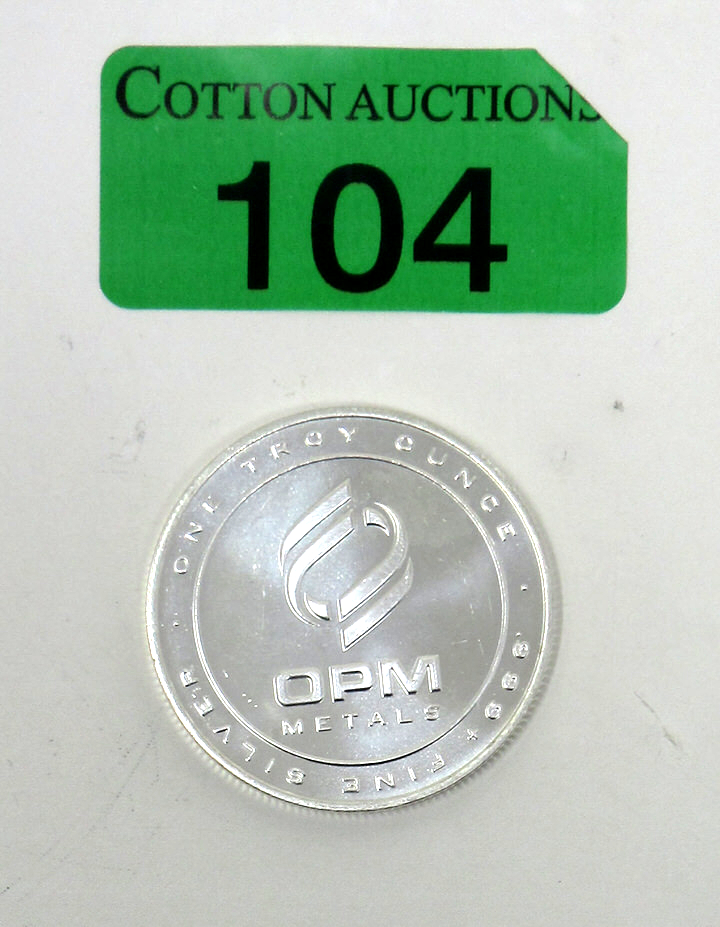 COTTON AUCTIONS
104
ONE TROY OUNCE
OPM
METALS
.999+ FINE SILVER